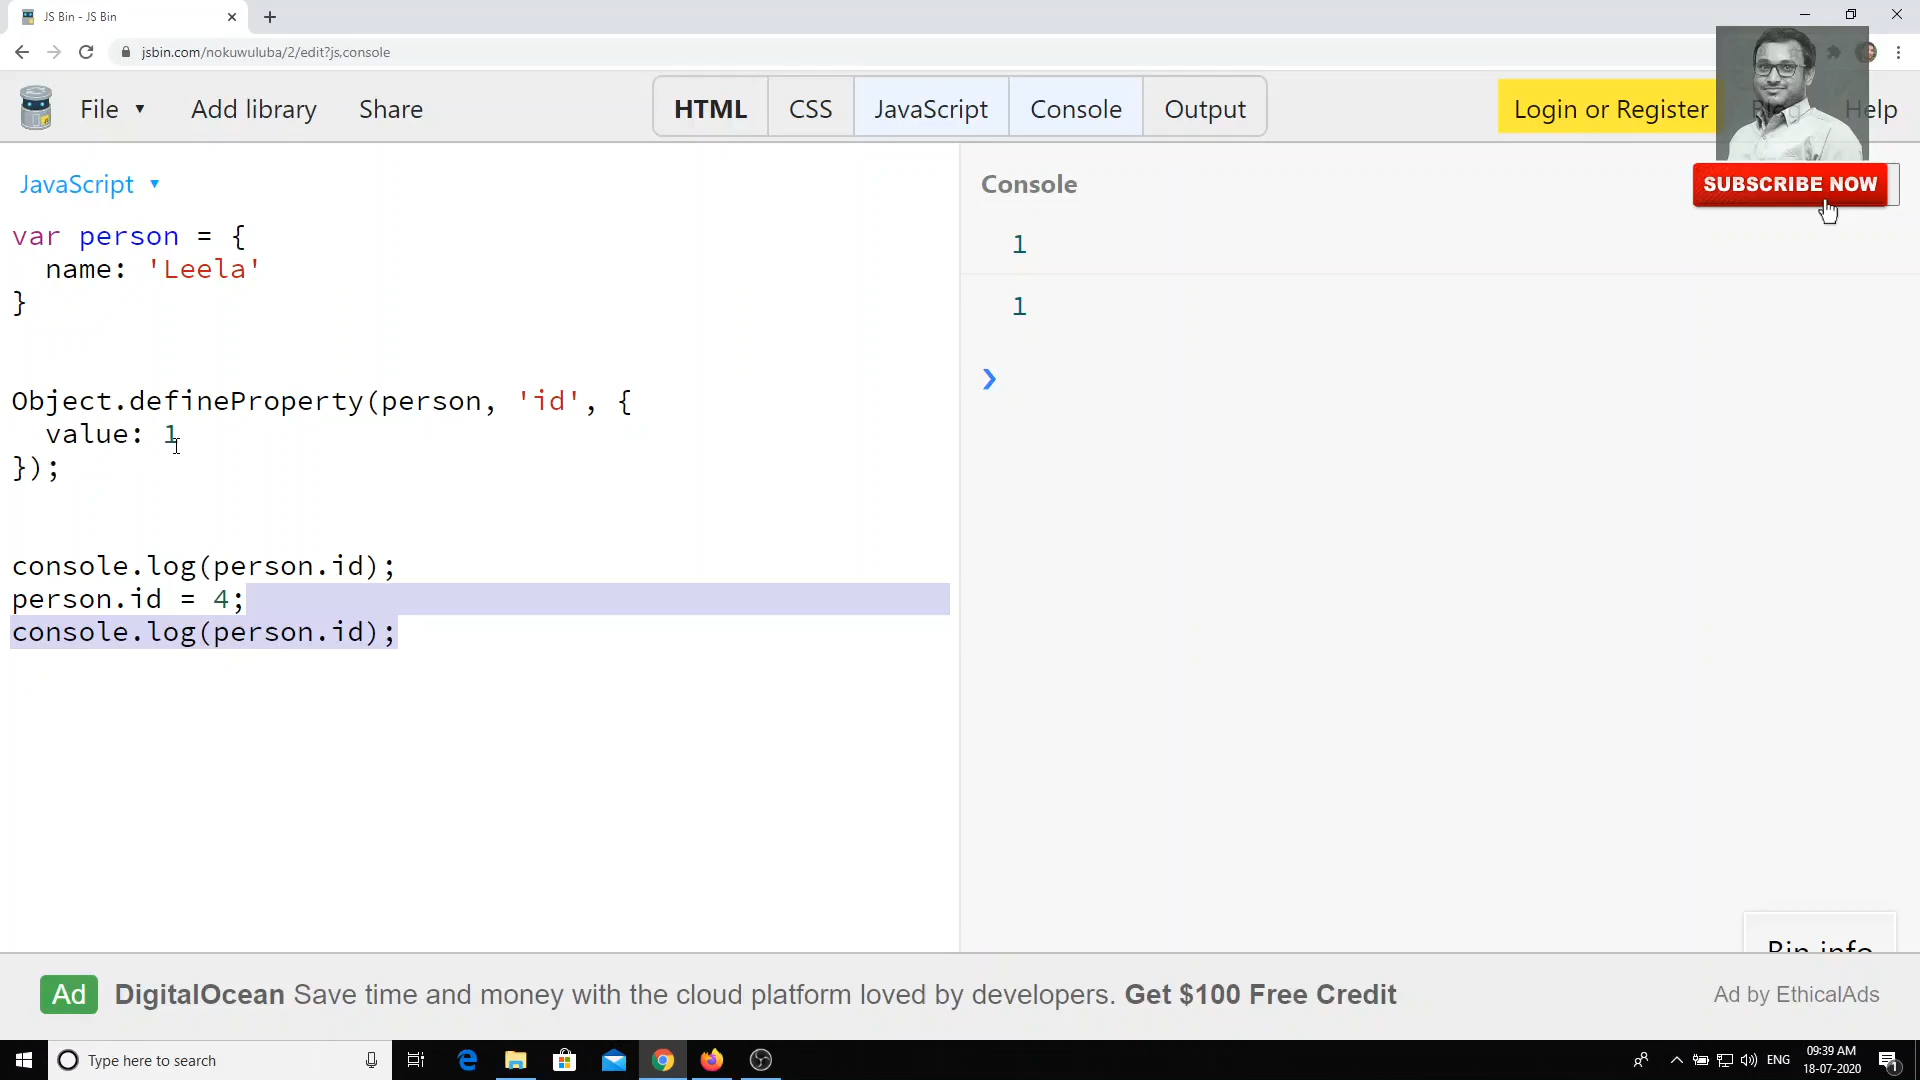 JS Bin - JS Bin
jsbin.com/nokuwuluba/2/edit?js,console
File Add library Share HTML CSS JavaScript Console Output Login or Register Blog Help
JavaScript
Console
SUBSCRIBE NOW
var person = {
  name: 'Leela'
}
Object.defineProperty(person, 'id', {
  value: 1
});
console.log(person.id);
person.id = 4;
console.log(person.id);
1
1
Bin info
Ad DigitalOcean Save time and money with the cloud platform loved by developers. Get $100 Free Credit
Ad by EthicalAds
Type here to search
ENG
09:39 AM
18-07-2020
1